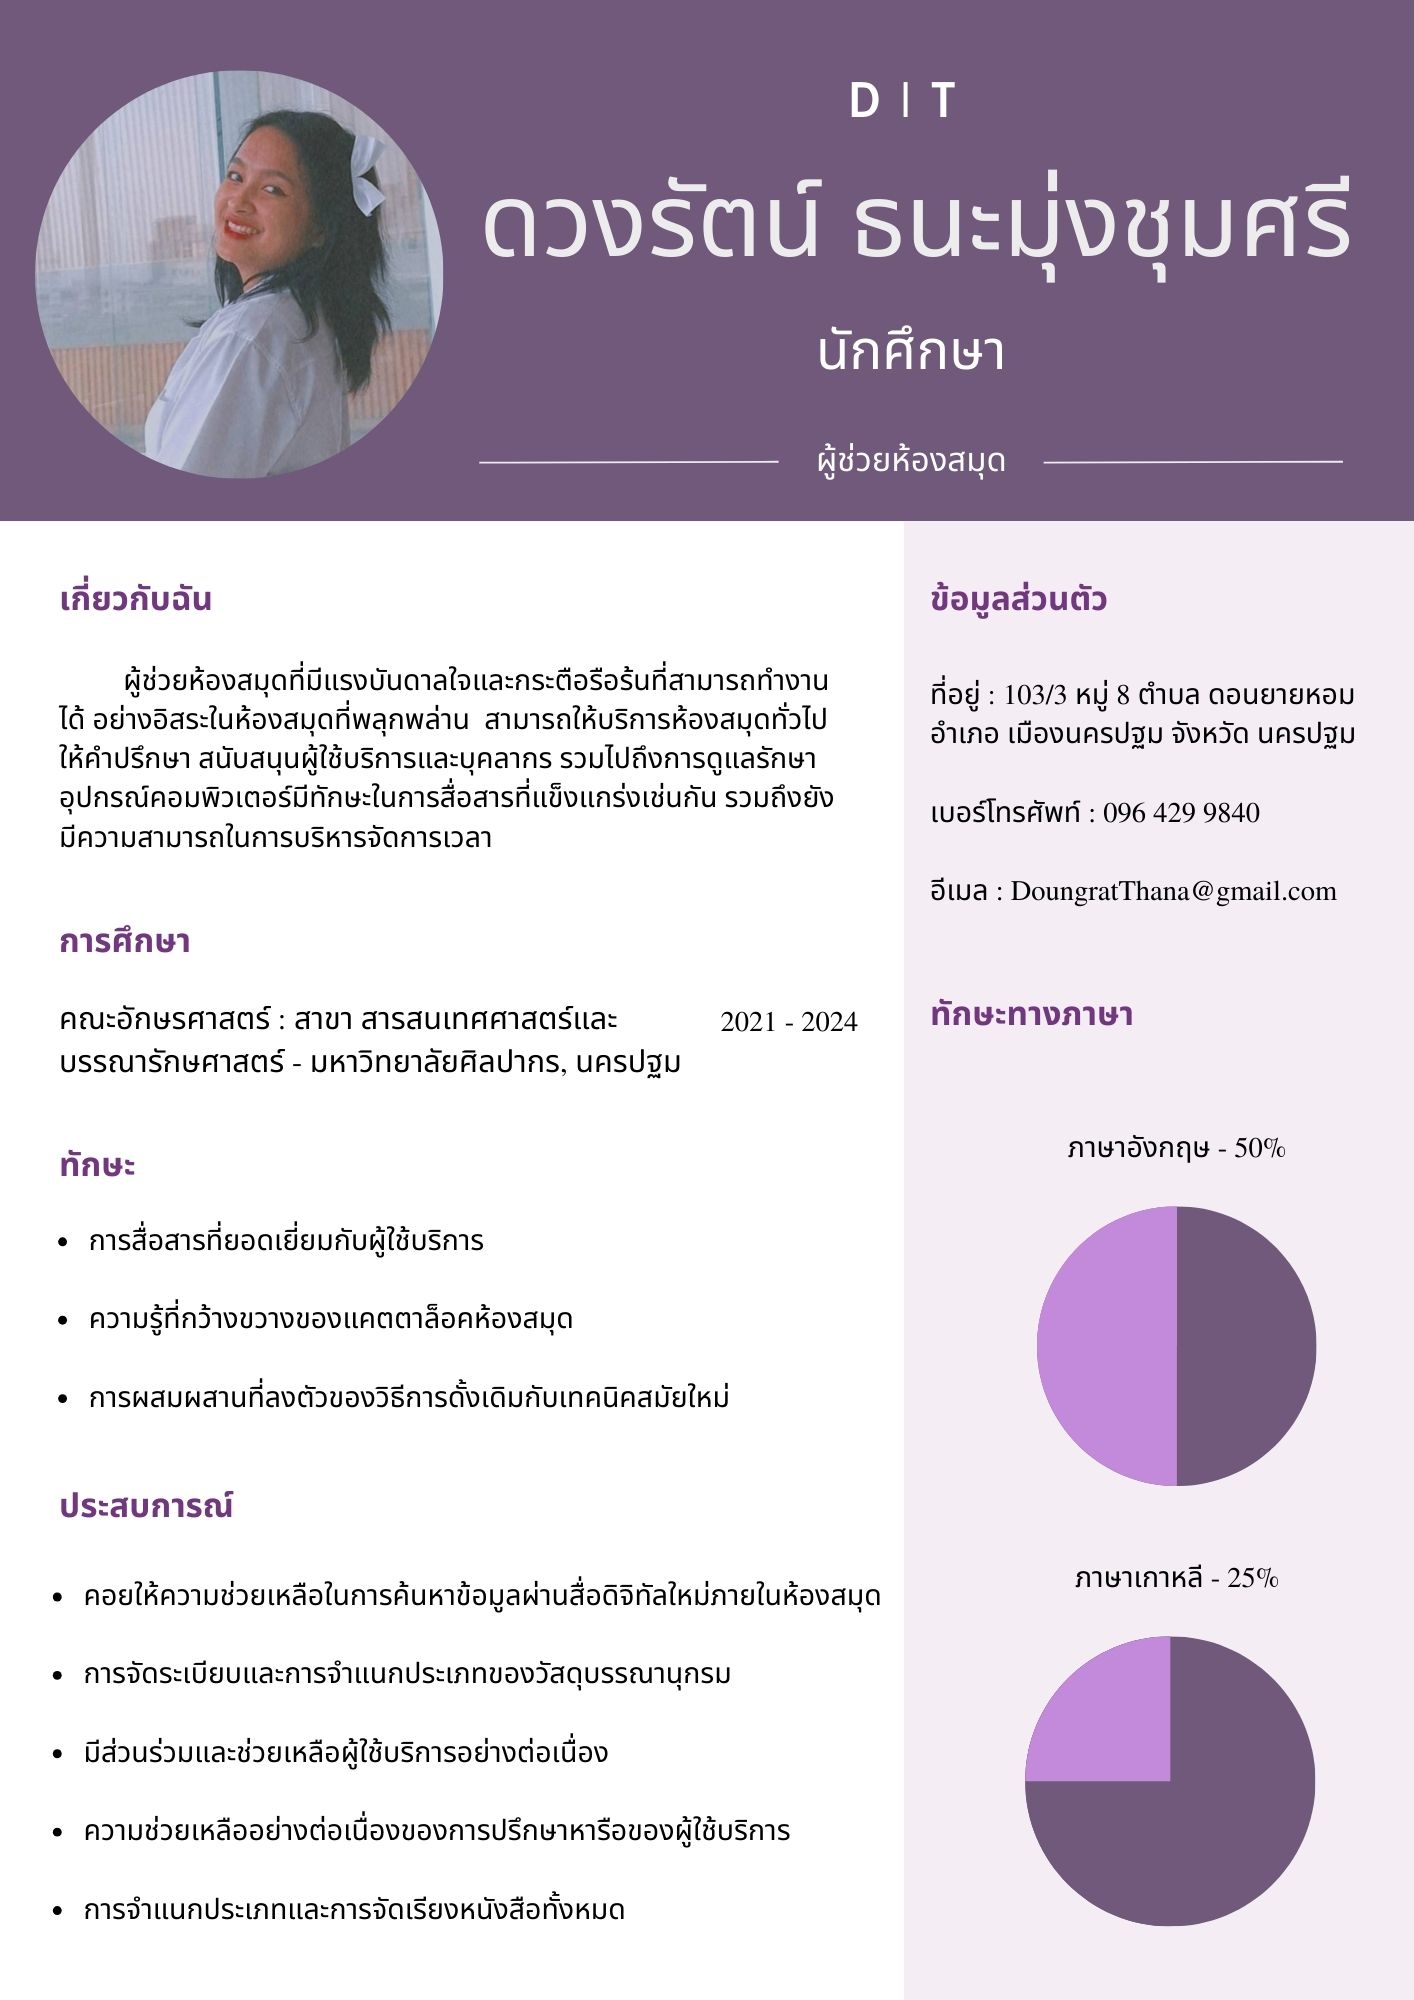 D | T
ดวงรัตน์ ธนะมุ่งชุมศรี
นักศึกษา
ผู้ช่วยห้องสมุด
เกี่ยวกับฉัน
ผู้ช่วยห้องสมุดที่มีแรงบันดาลใจและกระตือรือร้นที่สามารถทำงาน
ได้ อย่างอิสระในห้องสมุดที่พลุกพล่าน สามารถให้บริการห้องสมุดทั่วไป
ให้คำปรึกษา สนับสนุนผู้ใช้บริการและบุคลากร รวมไปถึงการดูแลรักษา
อุปกรณ์คอมพิวเตอร์มีทักษะในการสื่อสารที่แข็งแกร่งเช่นกัน รวมถึงยัง
มีความสามารถในการบริหารจัดการเวลา
การศึกษา
คณะอักษรศาสตร์ : สาขา สารสนเทศศาสตร์และ 2021 - 2024
บรรณารักษศาสตร์ - มหาวิทยาลัยศิลปากร, นครปฐม
ทักษะ
• การสื่อสารที่ยอดเยี่ยมกับผู้ใช้บริการ
• ความรู้ที่กว้างขวางของแคตตาล็อคห้องสมุด
• การผสมผสานที่ลงตัวของวิธีการดั้งเดิมกับเทคนิคสมัยใหม่
ประสบการณ์
• คอยให้ความช่วยเหลือในการค้นหาข้อมูลผ่านสื่อดิจิทัลใหม่ภายในห้องสมุด
• การจัดระเบียบและการจำแนกประเภทของวัสดุบรรณานุกรม
• มีส่วนร่วมและช่วยเหลือผู้ใช้บริการอย่างต่อเนื่อง
• ความช่วยเหลืออย่างต่อเนื่องของการปรึกษาหารือของผู้ใช้บริการ
• การจำแนกประเภทและการจัดเรียงหนังสือทั้งหมด
ข้อมูลส่วนตัว
ที่อยู่ : 103/3 หมู่ 8 ตำบล ดอนยายหอม
อำเภอ เมืองนครปฐม จังหวัด นครปฐม
เบอร์โทรศัพท์ : 096 429 9840
อีเมล : DoungratThana@gmail.com
ทักษะทางภาษา
ภาษาอังกฤษ - 50%
ภาษาเกาหลี - 25%